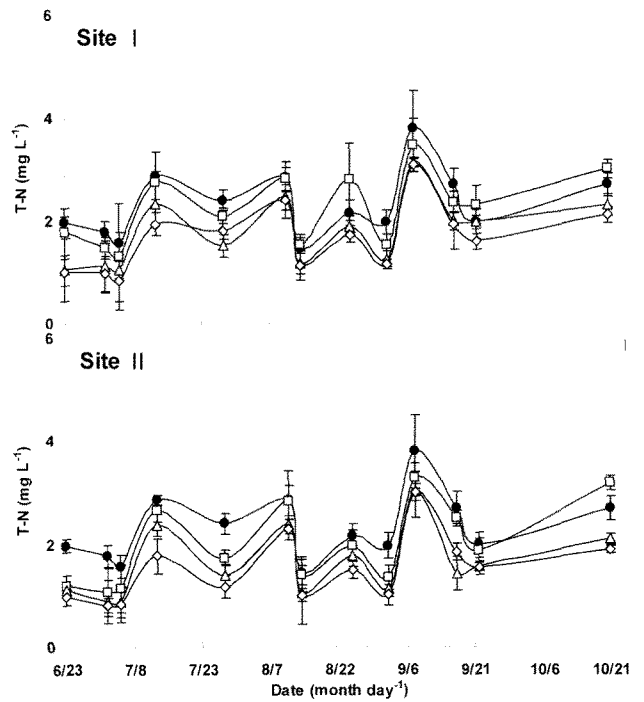 6
Site I
4
T-N (mg L-1)
2
0
6
Site II
4
T-N (mg L-1)
2
0
6/23 7/8 7/23 8/7 8/22 9/6 9/21 10/6 10/21
Date (month day-1)